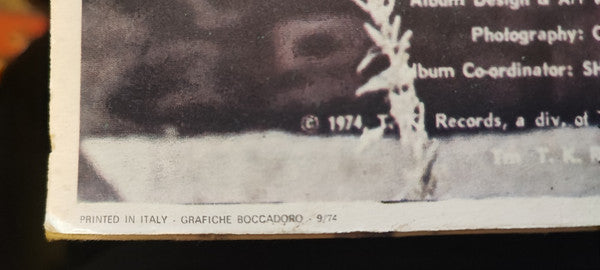 Album Design & Art
Photography:
lbum Co-ordinator: SH
© 1974, T. Records, a div. of T
T. K. R
PRINTED IN ITALY - GRAFICHE BOCCADORO - 9/74